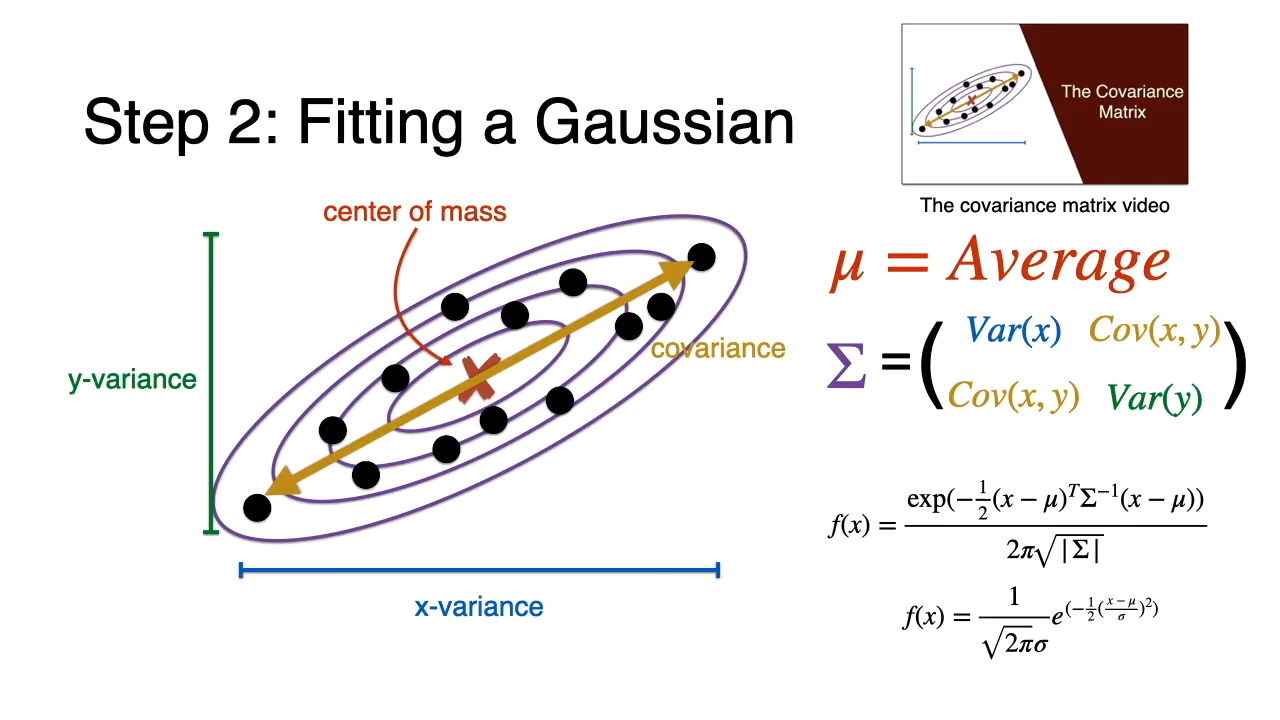 Step 2: Fitting a Gaussian
The Covariance
Matrix
The covariance matrix video
center of mass
y-variance
covariance
x-variance
μ = Average
Σ = ( Var(x) Cov(x, y)
Cov(x, y) Var(y) )
f(x) = exp(−1/2(x − μ)ᵀΣ⁻¹(x − μ)) / 2π√|Σ|
f(x) = 1/√2πσ e^(−1/2((x−μ)/σ)²)